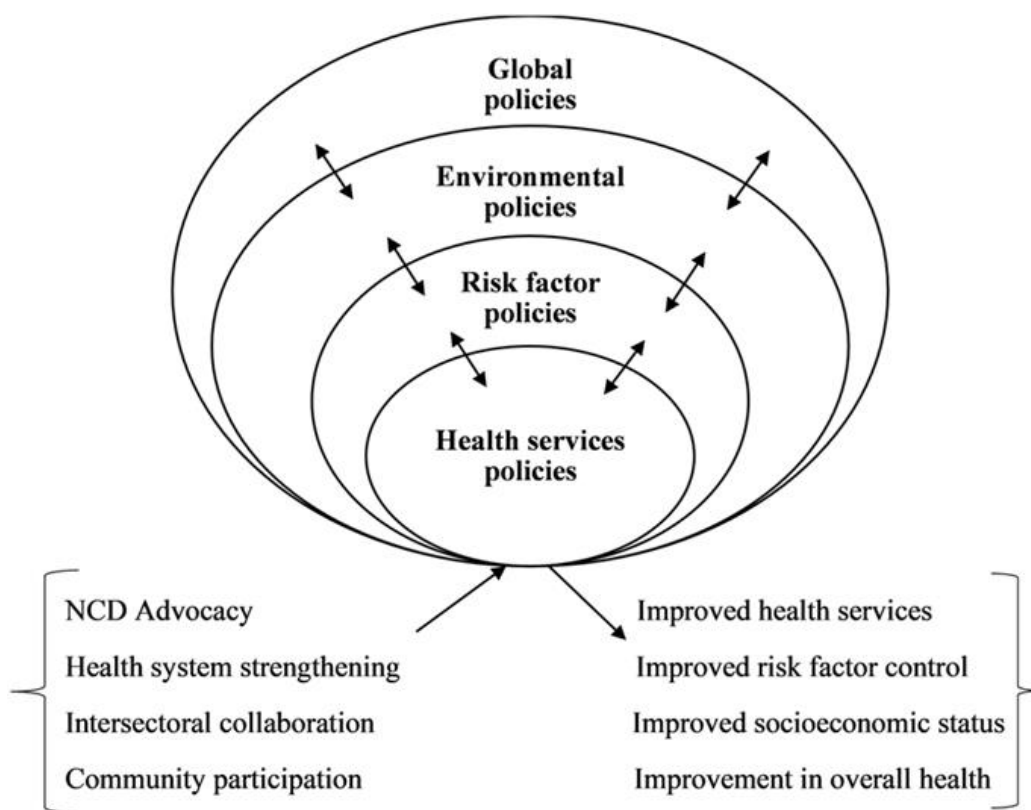 Global
policies
Environmental
policies
Risk factor
policies
Health services
policies
NCD Advocacy
Health system strengthening
Intersectoral collaboration
Community participation
Improved health services
Improved risk factor control
Improved socioeconomic status
Improvement in overall health